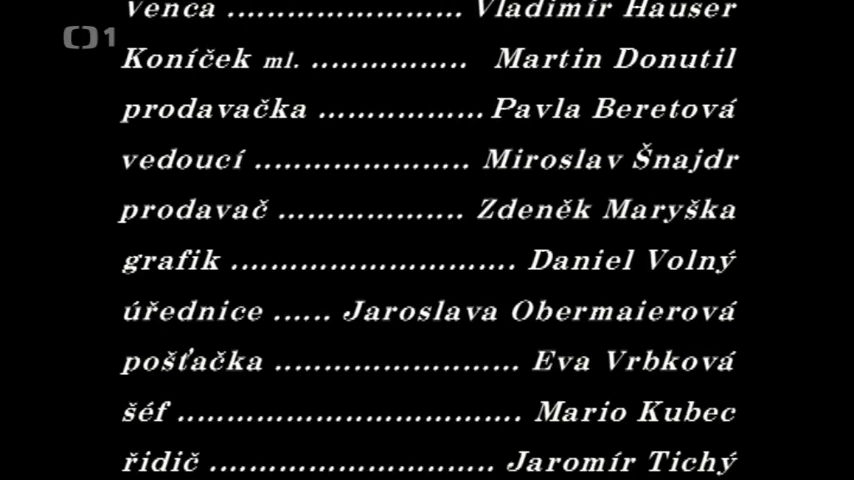 Venca ........................ Vladimír Hauser
ČT1
Koníček ml. ................ Martin Donutil
prodavačka ................. Pavla Beretová
vedoucí ...................... Miroslav Šnajdr
prodavač ................... Zdeněk Maryška
grafik ............................. Daniel Volný
úřednice ...... Jaroslava Obermaierová
pošťačka ......................... Eva Vrbková
šéf ................................... Mario Kubec
řidič ............................. Jaromír Tichý